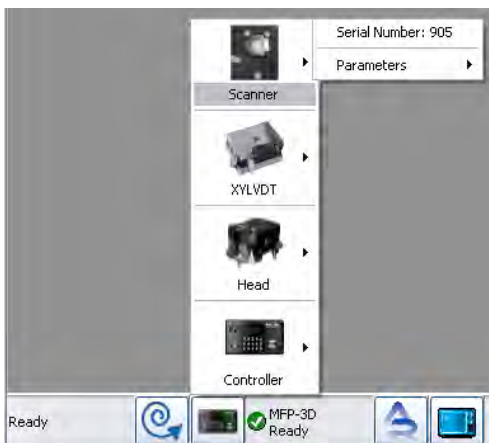 Serial Number: 905
Parameters
Scanner
XYLVDT
Head
Controller
Ready
MFP-3D
Ready